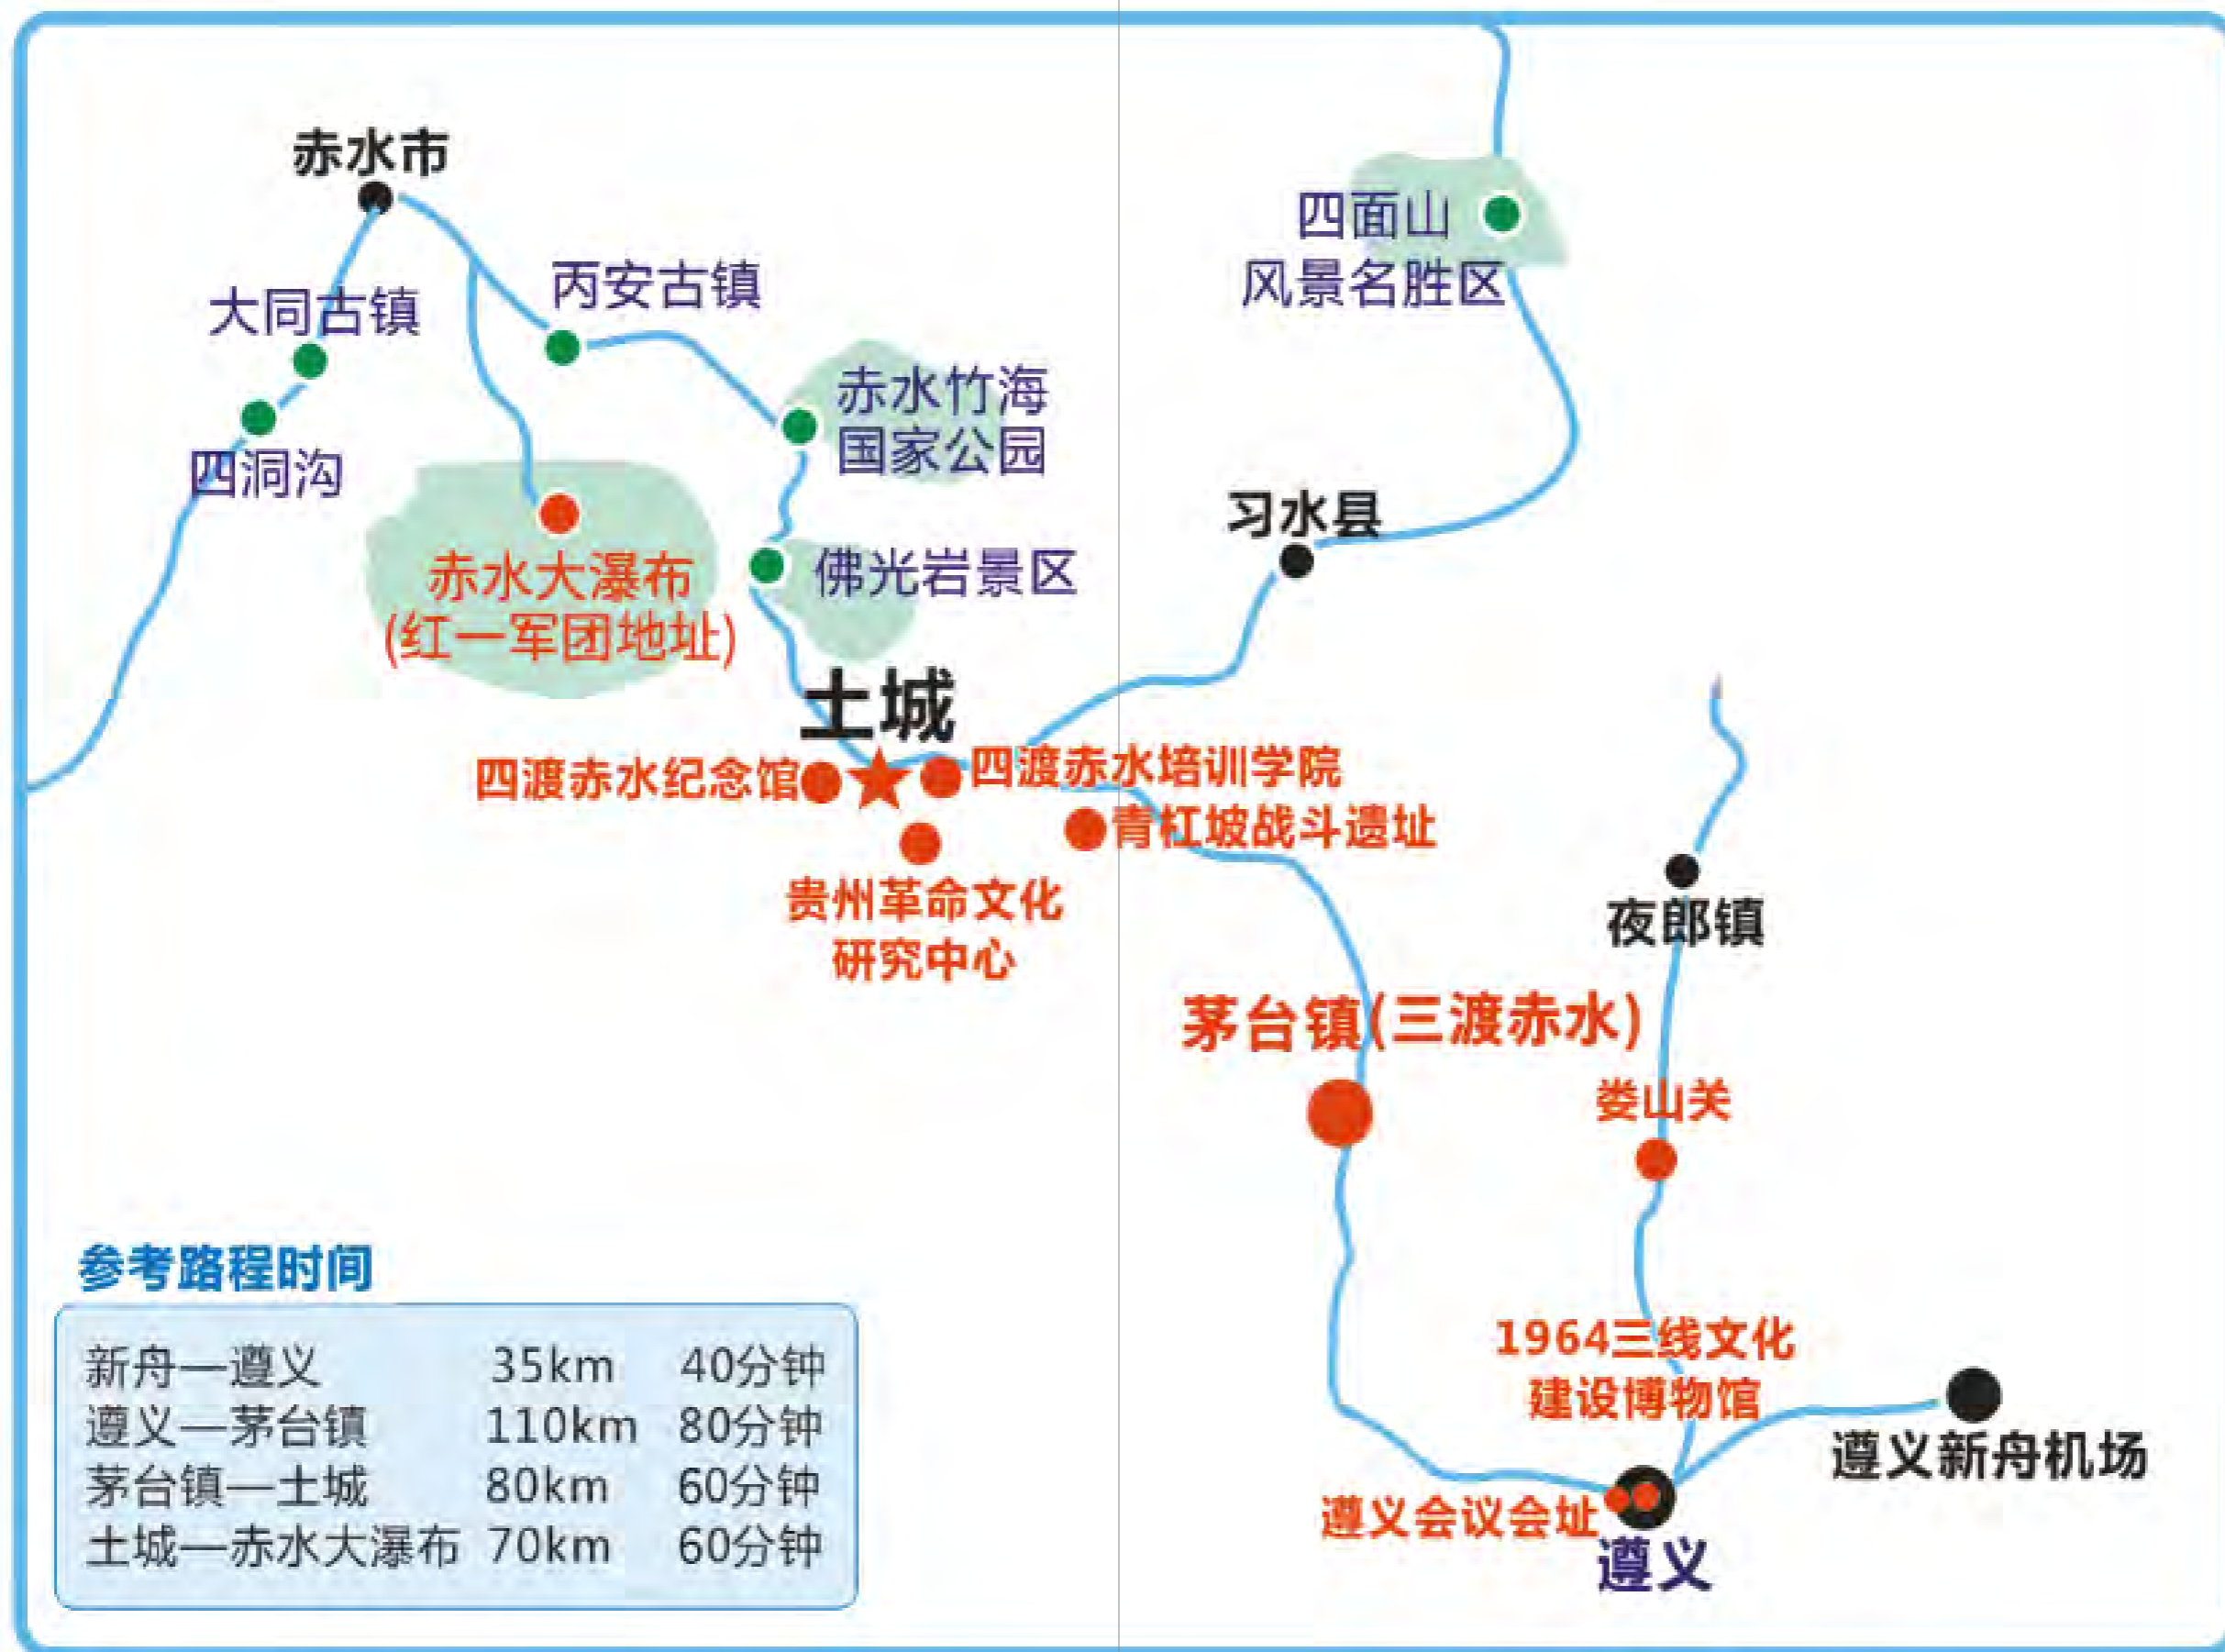 赤水市
四面山
风景名胜区
大同古镇
丙安古镇
赤水竹海
国家公园
四洞沟
习水县
赤水大瀑布
(红一军团地址)
佛光岩景区
土城
四渡赤水纪念馆
四渡赤水培训学院
青杠坡战斗遗址
贵州革命文化
研究中心
夜郎镇
茅台镇(三渡赤水)
娄山关
1964三线文化
建设博物馆
遵义新舟机场
遵义会议会址
遵义
参考路程时间
新舟—遵义 35km 40分钟
遵义—茅台镇 110km 80分钟
茅台镇—土城 80km 60分钟
土城—赤水大瀑布 70km 60分钟